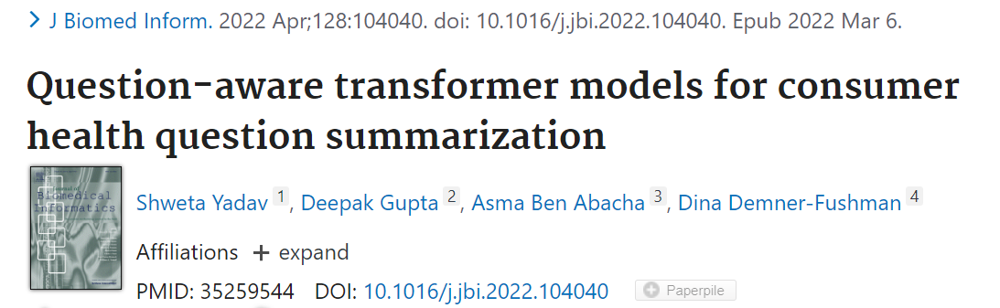 J Biomed Inform. 2022 Apr;128:104040. doi: 10.1016/j.jbi.2022.104040. Epub 2022 Mar 6.
Question-aware transformer models for consumer
health question summarization
Journal of
Biomedical
Informatics
Shweta Yadav 1, Deepak Gupta 2, Asma Ben Abacha 3, Dina Demner-Fushman 4
Affiliations + expand
PMID: 35259544 DOI: 10.1016/j.jbi.2022.104040 Paperpile